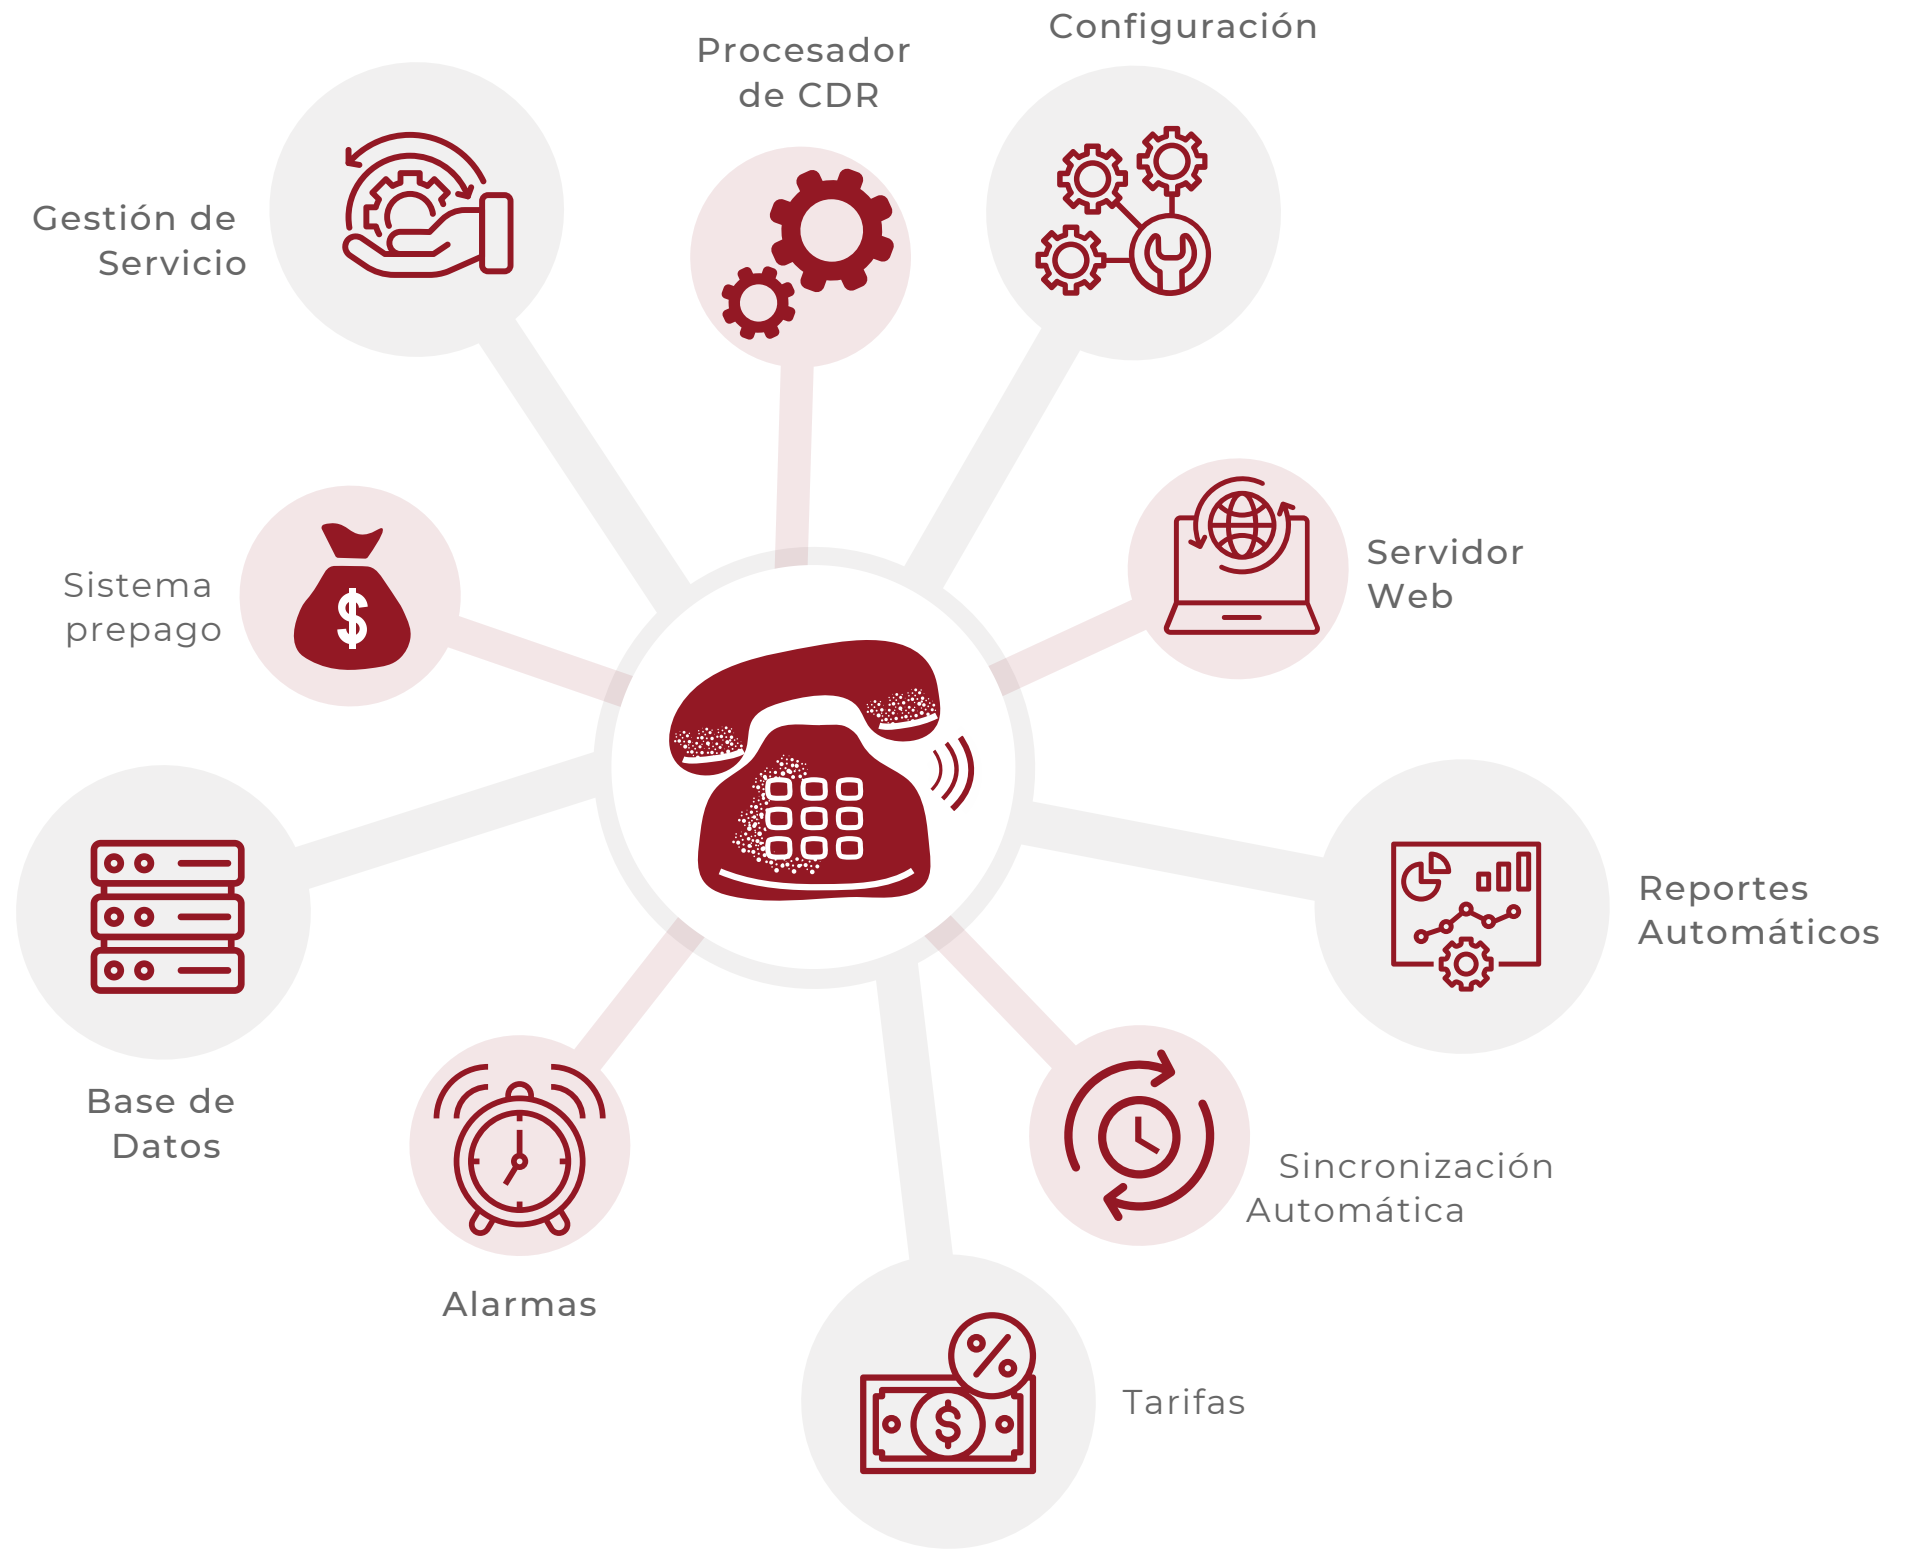 Configuración
Procesador
de CDR
Gestión de
Servicio
Servidor
Web
Sistema
prepago
$
Reportes
Automáticos
Base de
Datos
Sincronización
Automática
Alarmas
%
$
Tarifas